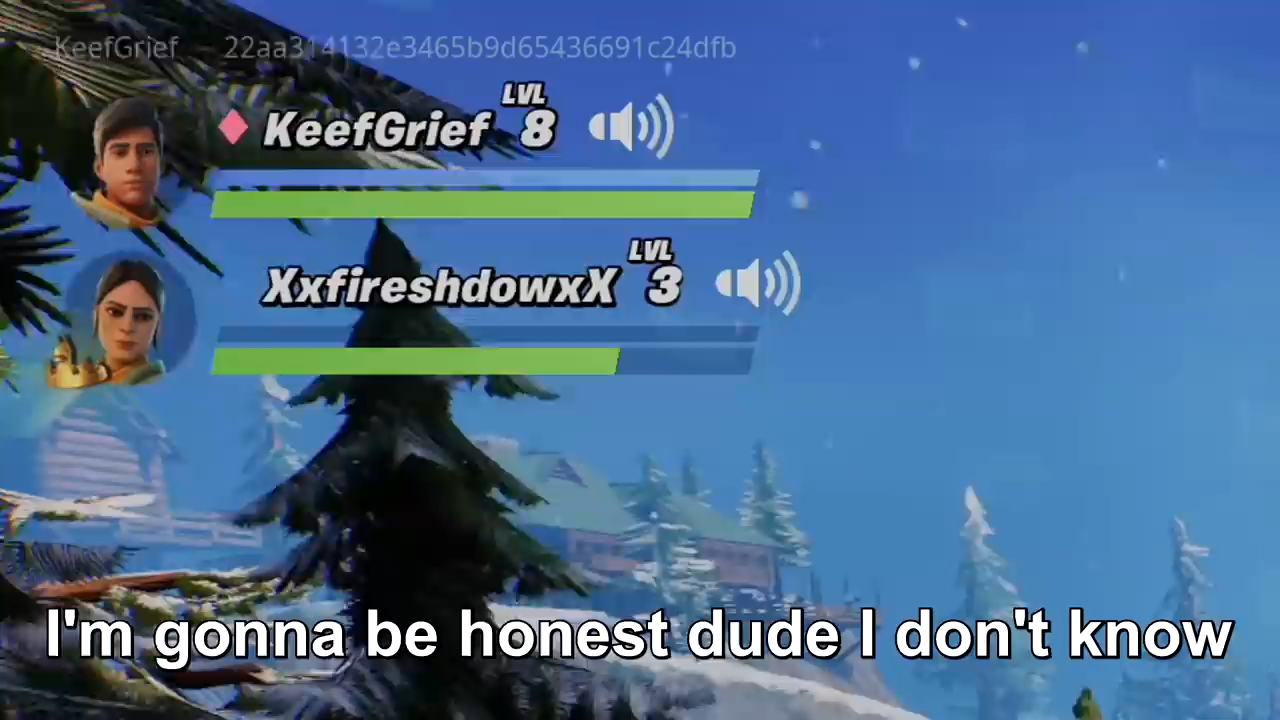 KeefGrief 22aa314132e3465b9d65436691c24dfb
LVL
KeefGrief 8
LVL
XxfireshdowxX 3
I'm gonna be honest dude I don't know